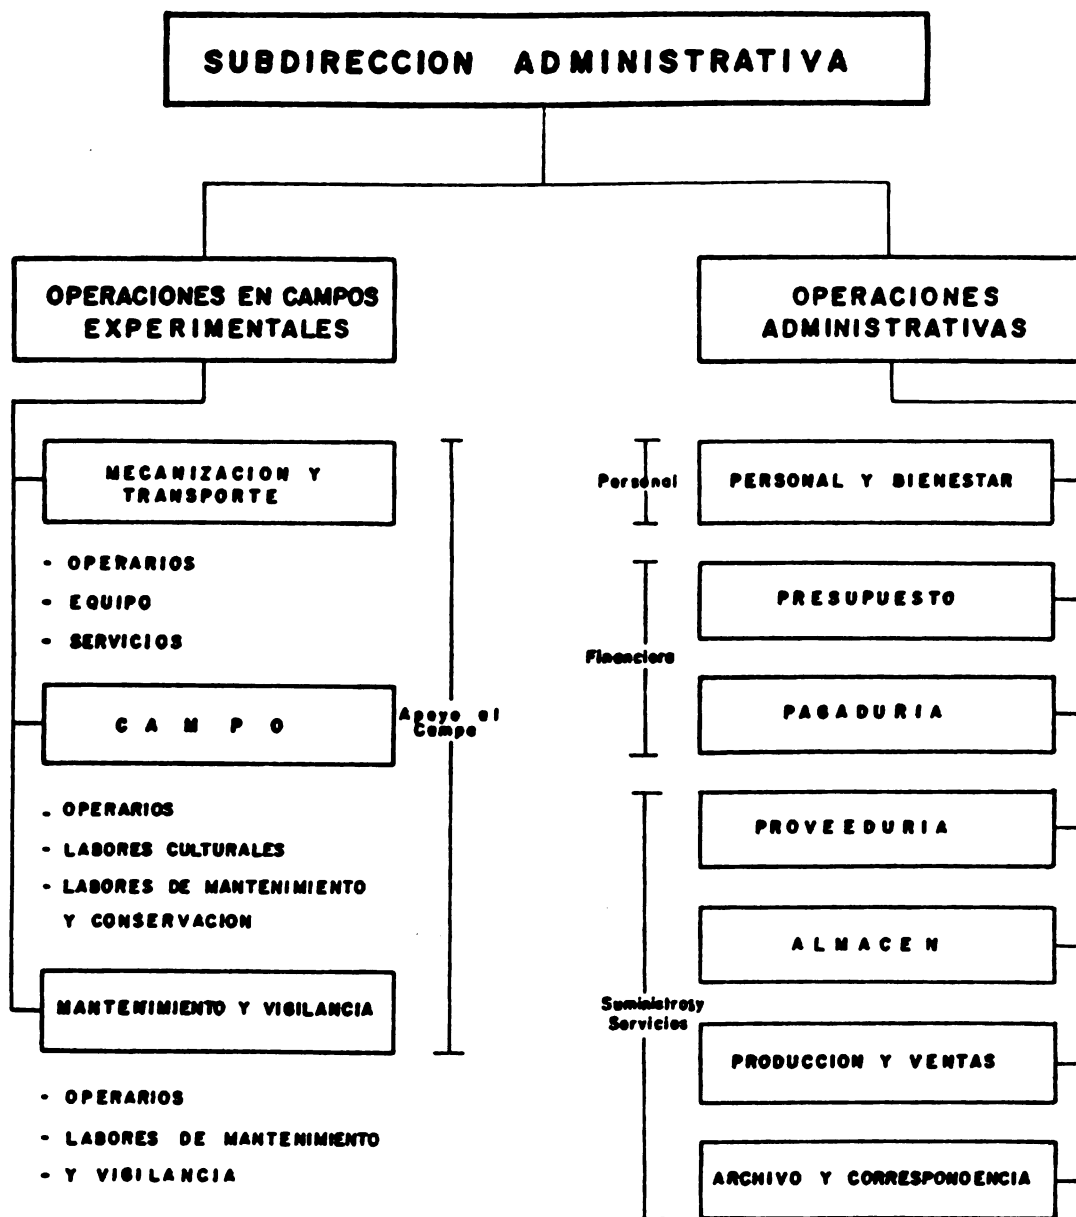 SUBDIRECCION ADMINISTRATIVA
OPERACIONES EN CAMPOS
EXPERIMENTALES
MECANIZACION Y
TRANSPORTE
- OPERARIOS
- EQUIPO
- SERVICIOS
CAMPO
- OPERARIOS
- LABORES CULTURALES
- LABORES DE MANTENIMIENTO
Y CONSERVACION
MANTENIMIENTO Y VIGILANCIA
- OPERARIOS
- LABORES DE MANTENIMIENTO
- Y VIGILANCIA
Apoyo al
Campo
OPERACIONES
ADMINISTRATIVAS
Personal
PERSONAL Y BIENESTAR
Financiera
PRESUPUESTO
PAGADURIA
Suministros y
Servicios
PROVEEDURIA
ALMACEN
PRODUCCION Y VENTAS
ARCHIVO Y CORRESPONDENCIA